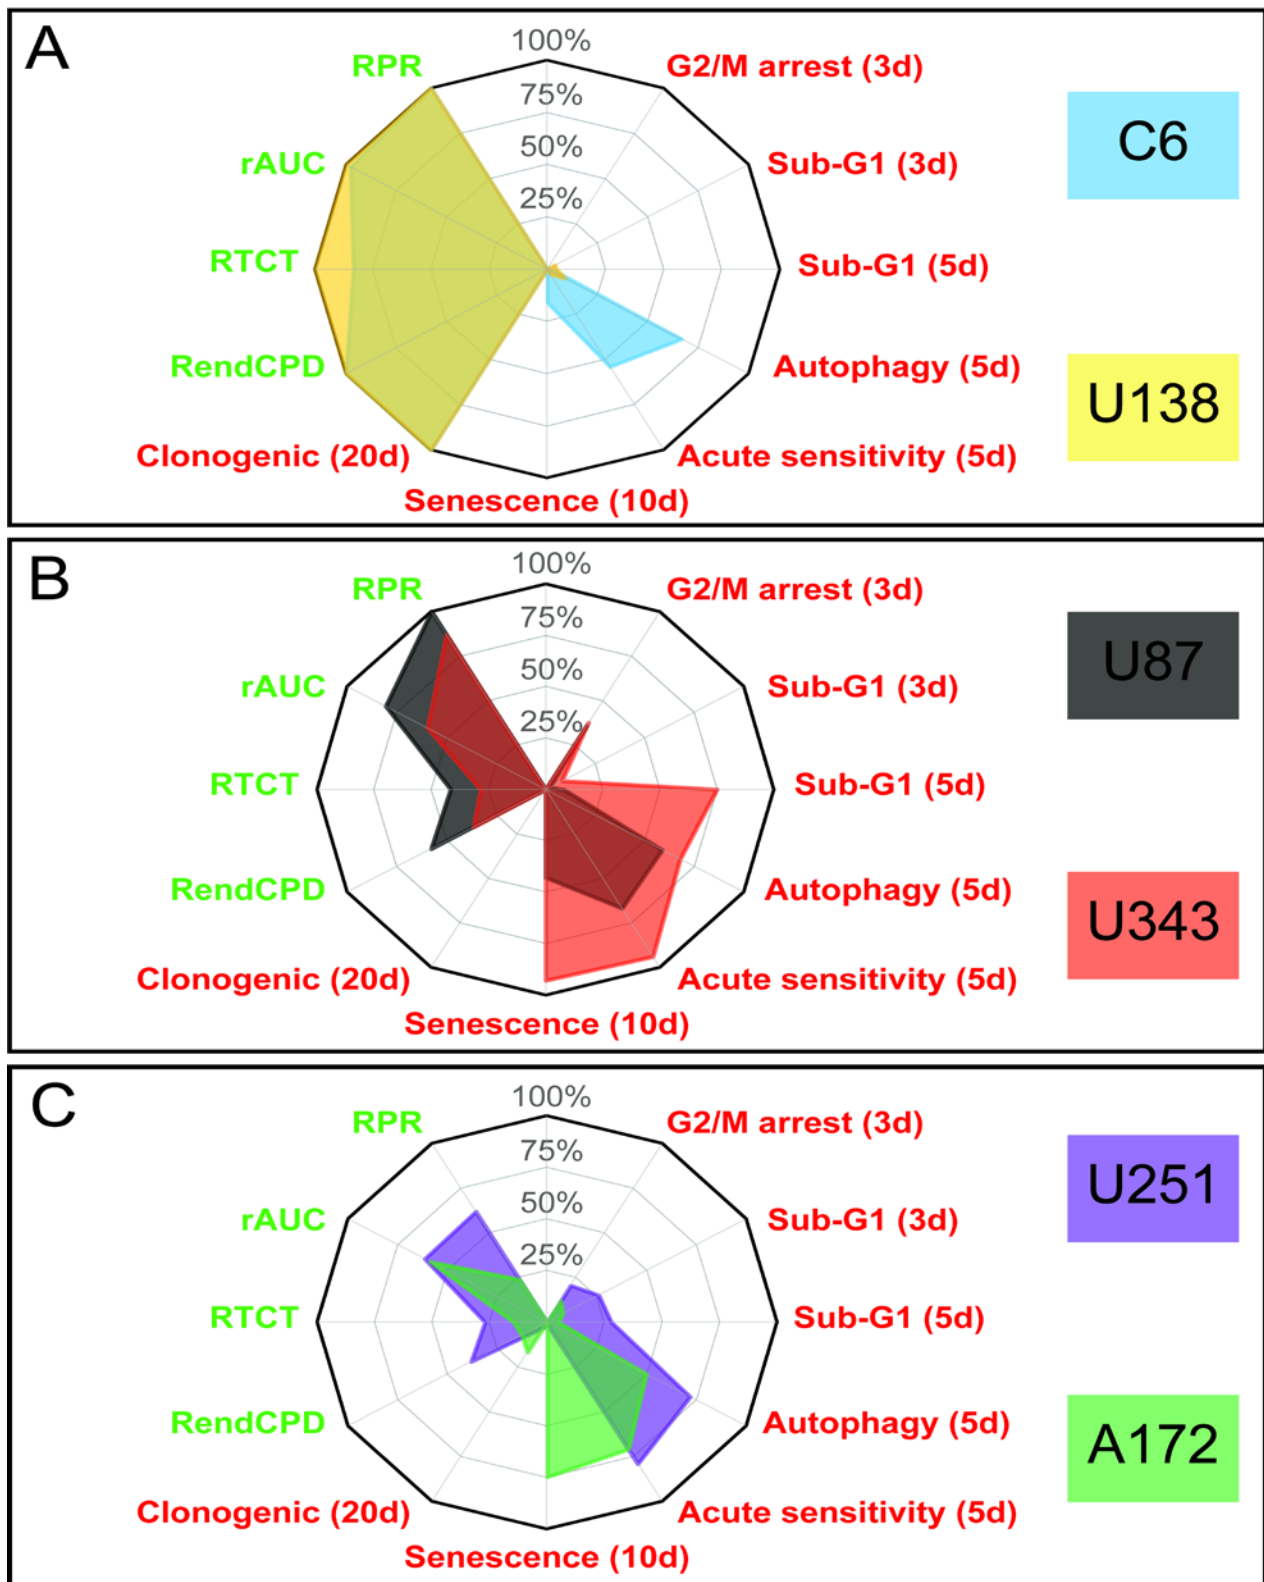 A
100%
RPR
G2/M arrest (3d)
75%
50%
25%
rAUC
Sub-G1 (3d)
C6
RTCT
Sub-G1 (5d)
RendCPD
Autophagy (5d)
U138
Clonogenic (20d)
Acute sensitivity (5d)
Senescence (10d)
B
100%
RPR
G2/M arrest (3d)
75%
50%
25%
rAUC
Sub-G1 (3d)
U87
RTCT
Sub-G1 (5d)
RendCPD
Autophagy (5d)
U343
Clonogenic (20d)
Acute sensitivity (5d)
Senescence (10d)
C
100%
RPR
G2/M arrest (3d)
75%
50%
25%
rAUC
Sub-G1 (3d)
U251
RTCT
Sub-G1 (5d)
RendCPD
Autophagy (5d)
A172
Clonogenic (20d)
Acute sensitivity (5d)
Senescence (10d)